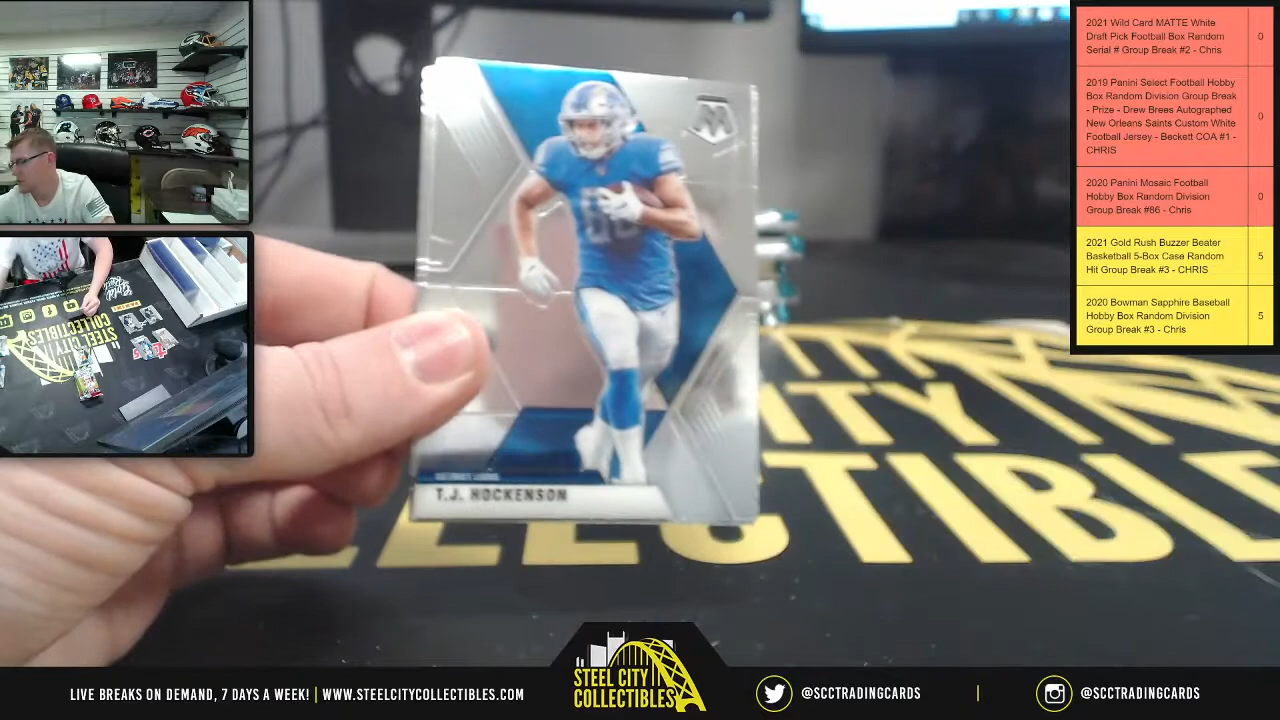 2021 Wild Card MATTE White
Draft Pick Football Box Random
Serial # Group Break #2 - Chris
0
2019 Panini Select Football Hobby
Box Random Division Group Break
- Prize - Drew Brees Autographed
New Orleans Saints Custom White
Football Jersey - Beckett COA #1 -
CHRIS
0
2020 Panini Mosaic Football
Hobby Box Random Division
Group Break #86 - Chris
0
2021 Gold Rush Buzzer Beater
Basketball 5-Box Case Random
Hit Group Break #3 - CHRIS
5
2020 Bowman Sapphire Baseball
Hobby Box Random Division
Group Break #3 - Chris
5
M
T.J. HOCKENSON
CITY
COLLECTIBLES
LIVE BREAKS ON DEMAND, 7 DAYS A WEEK! | WWW.STEELCITYCOLLECTIBLES.COM
STEEL CITY
COLLECTIBLES
@SCCTRADINGCARDS
|
@SCCTRADINGCARDS